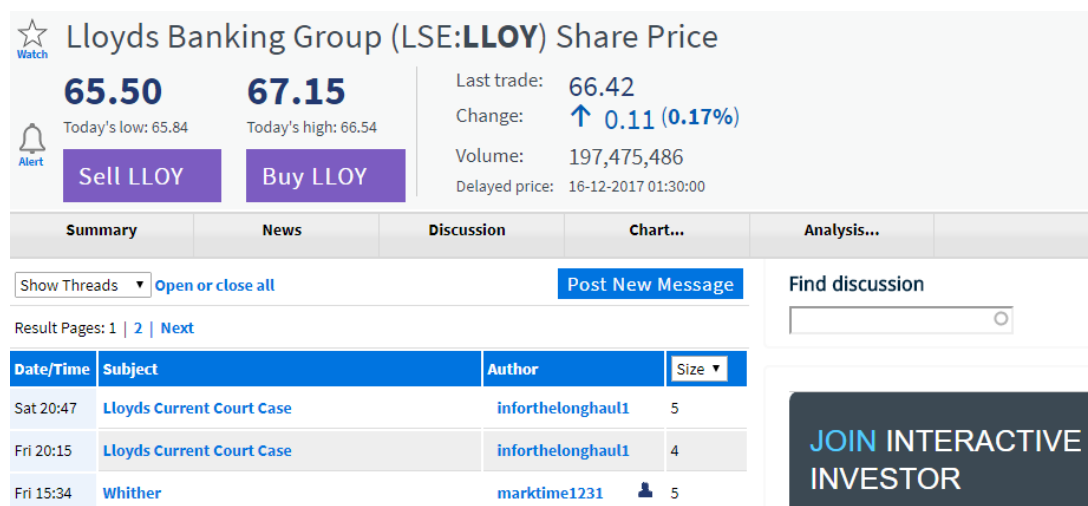 Lloyds Banking Group (LSE:LLOY) Share Price
Watch
65.50 67.15
Today's low: 65.84 Today's high: 66.54
Alert
Sell LLOY Buy LLOY
Last trade: 66.42
Change: ↑ 0.11 (0.17%)
Volume: 197,475,486
Delayed price: 16-12-2017 01:30:00
Summary News Discussion Chart... Analysis...
Show Threads ▼ Open or close all Post New Message
Result Pages: 1 | 2 | Next
Date/Time Subject Author Size ▼
Sat 20:47 Lloyds Current Court Case inforthelonghaul1 5
Fri 20:15 Lloyds Current Court Case inforthelonghaul1 4
Fri 15:34 Whither marktime1231 5
Find discussion
JOIN INTERACTIVE
INVESTOR